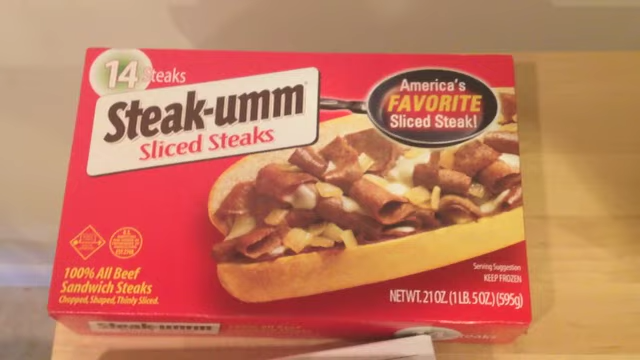 14 Steaks
Steak-umm
Sliced Steaks
America's
FAVORITE
Sliced Steak!
100% All Beef
Sandwich Steaks
Chopped, Shaped, Thinly Sliced.
Serving Suggestion
KEEP FROZEN
NET WT. 21 OZ. (1 LB. 5 OZ.) (595g)
Steak-umm